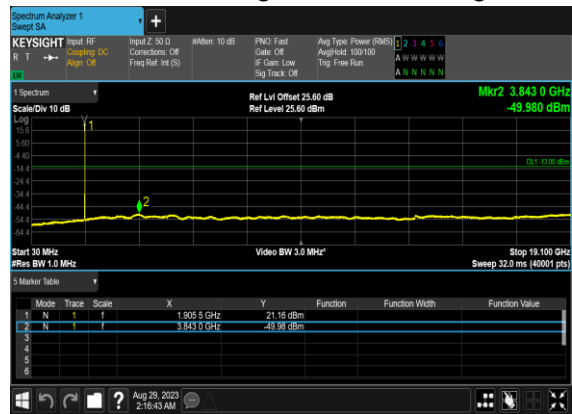 Spectrum Analyzer 1
Swept SA
KEYSIGHT Input: RF Input Z: 50 Ω #Atten: 10 dB PNO: Fast Avg Type: Power (RMS) 1 2 3 4 5 6
R T Coupling: DC Corrections: Off Gate: Off Avg|Hold: 100/100 A W W W W W
Align: Off Freq Ref: Int (S) IF Gain: Low Trig: Free Run
Sig Track: Off A N N N N N
1 Spectrum Ref Lvl Offset 25.60 dB Mkr2 3.843 0 GHz
Scale/Div 10 dB Ref Level 25.60 dBm -49.980 dBm
Log
15.6
1
5.60
-4.40
DL1 -13.00 dBm
-14.4
-24.4
-34.4
-44.4
2
-54.4
-64.4
Start 30 MHz Video BW 3.0 MHz* Stop 19.100 GHz
#Res BW 1.0 MHz Sweep 32.0 ms (40001 pts)
5 Marker Table
Mode Trace Scale X Y Function Function Width Function Value
1 N 1 f 1.905 5 GHz 21.16 dBm
2 N 1 f 3.843 0 GHz -49.98 dBm
3
4
5
6
? Aug 29, 2023
2:16:43 AM